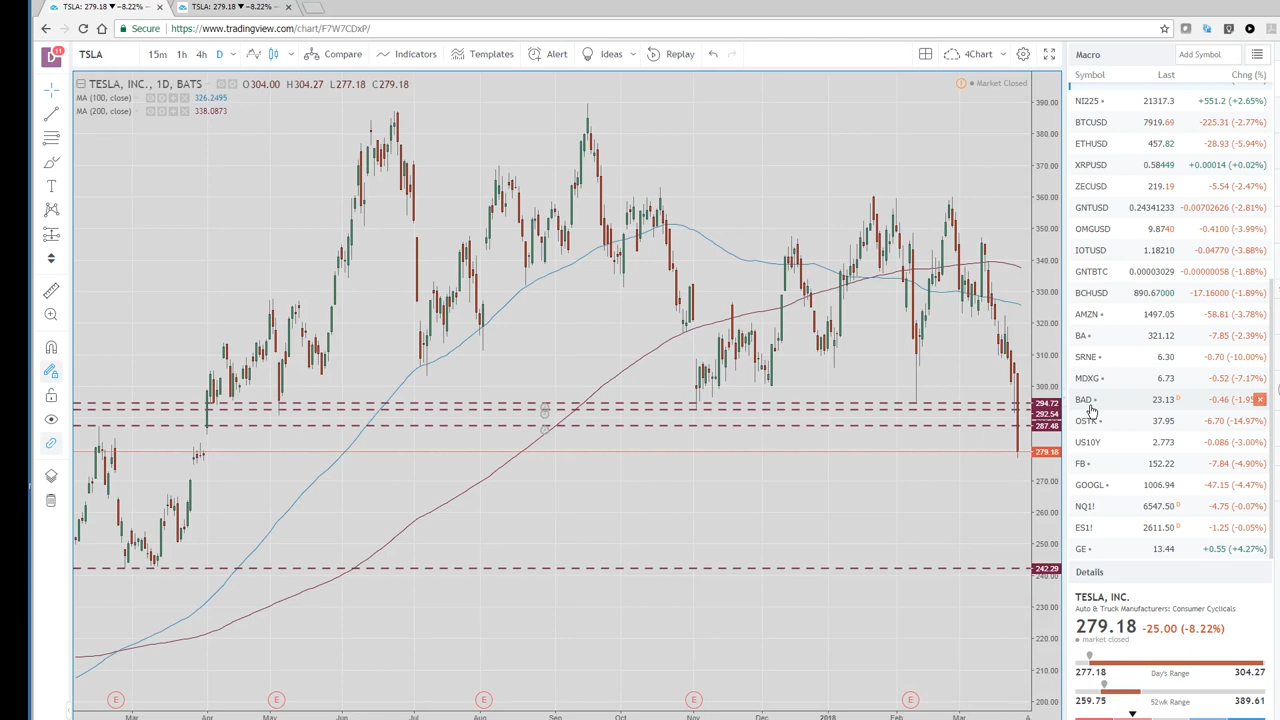 TSLA: 279.18 ▼ −8.22% ×
TSLA: 279.18 ▼ −8.22% ×
Secure https://www.tradingview.com/chart/F7W7CDxP/
11
TSLA 15m 1h 4h D Compare Indicators Templates Alert Ideas Replay 4Chart
TESLA, INC., 1D, BATS O304.00 H304.27 L277.18 C279.18
Market Closed
MA (100, close) 326.2495
MA (200, close) 338.0873
390.00
380.00
370.00
360.00
350.00
340.00
330.00
320.00
310.00
300.00
294.72
292.54
287.48
279.18
270.00
260.00
250.00
242.29
240.00
230.00
220.00
210.00
200.00
E E E E E
Mar Apr May Jun Jul Aug Sep Oct Nov Dec 2018 Feb Mar A
Macro Add Symbol
Symbol Last Chng (%)
NI225 21317.3 +551.2 (+2.65%)
BTCUSD 7919.69 -225.31 (-2.77%)
ETHUSD 457.82 -28.93 (-5.94%)
XRPUSD 0.58449 +0.00014 (+0.02%)
ZECUSD 219.19 -5.54 (-2.47%)
GNTUSD 0.24341233 -0.00702626 (-2.81%)
OMGUSD 9.8740 -0.4100 (-3.99%)
IOTUSD 1.18210 -0.04770 (-3.88%)
GNTBTC 0.00003029 -0.00000058 (-1.88%)
BCHUSD 890.67000 -17.16000 (-1.89%)
AMZN 1497.05 -58.81 (-3.78%)
BA 321.12 -7.85 (-2.39%)
SRNE 6.30 -0.70 (-10.00%)
MDXG 6.73 -0.52 (-7.17%)
BAD 23.13 D -0.46 (-1.95
OSTK 37.95 -6.70 (-14.97%)
US10Y 2.773 -0.086 (-3.00%)
FB 152.22 -7.84 (-4.90%)
GOOGL 1006.94 -47.15 (-4.47%)
NQ1! 6547.50 D -4.75 (-0.07%)
ES1! 2611.50 D -1.25 (-0.05%)
GE 13.44 +0.55 (+4.27%)
Details
TESLA, INC.
Auto & Truck Manufacturers: Consumer Cyclicals
279.18 -25.00 (-8.22%)
market closed
277.18 Day's Range 304.27
259.75 52wk Range 389.61